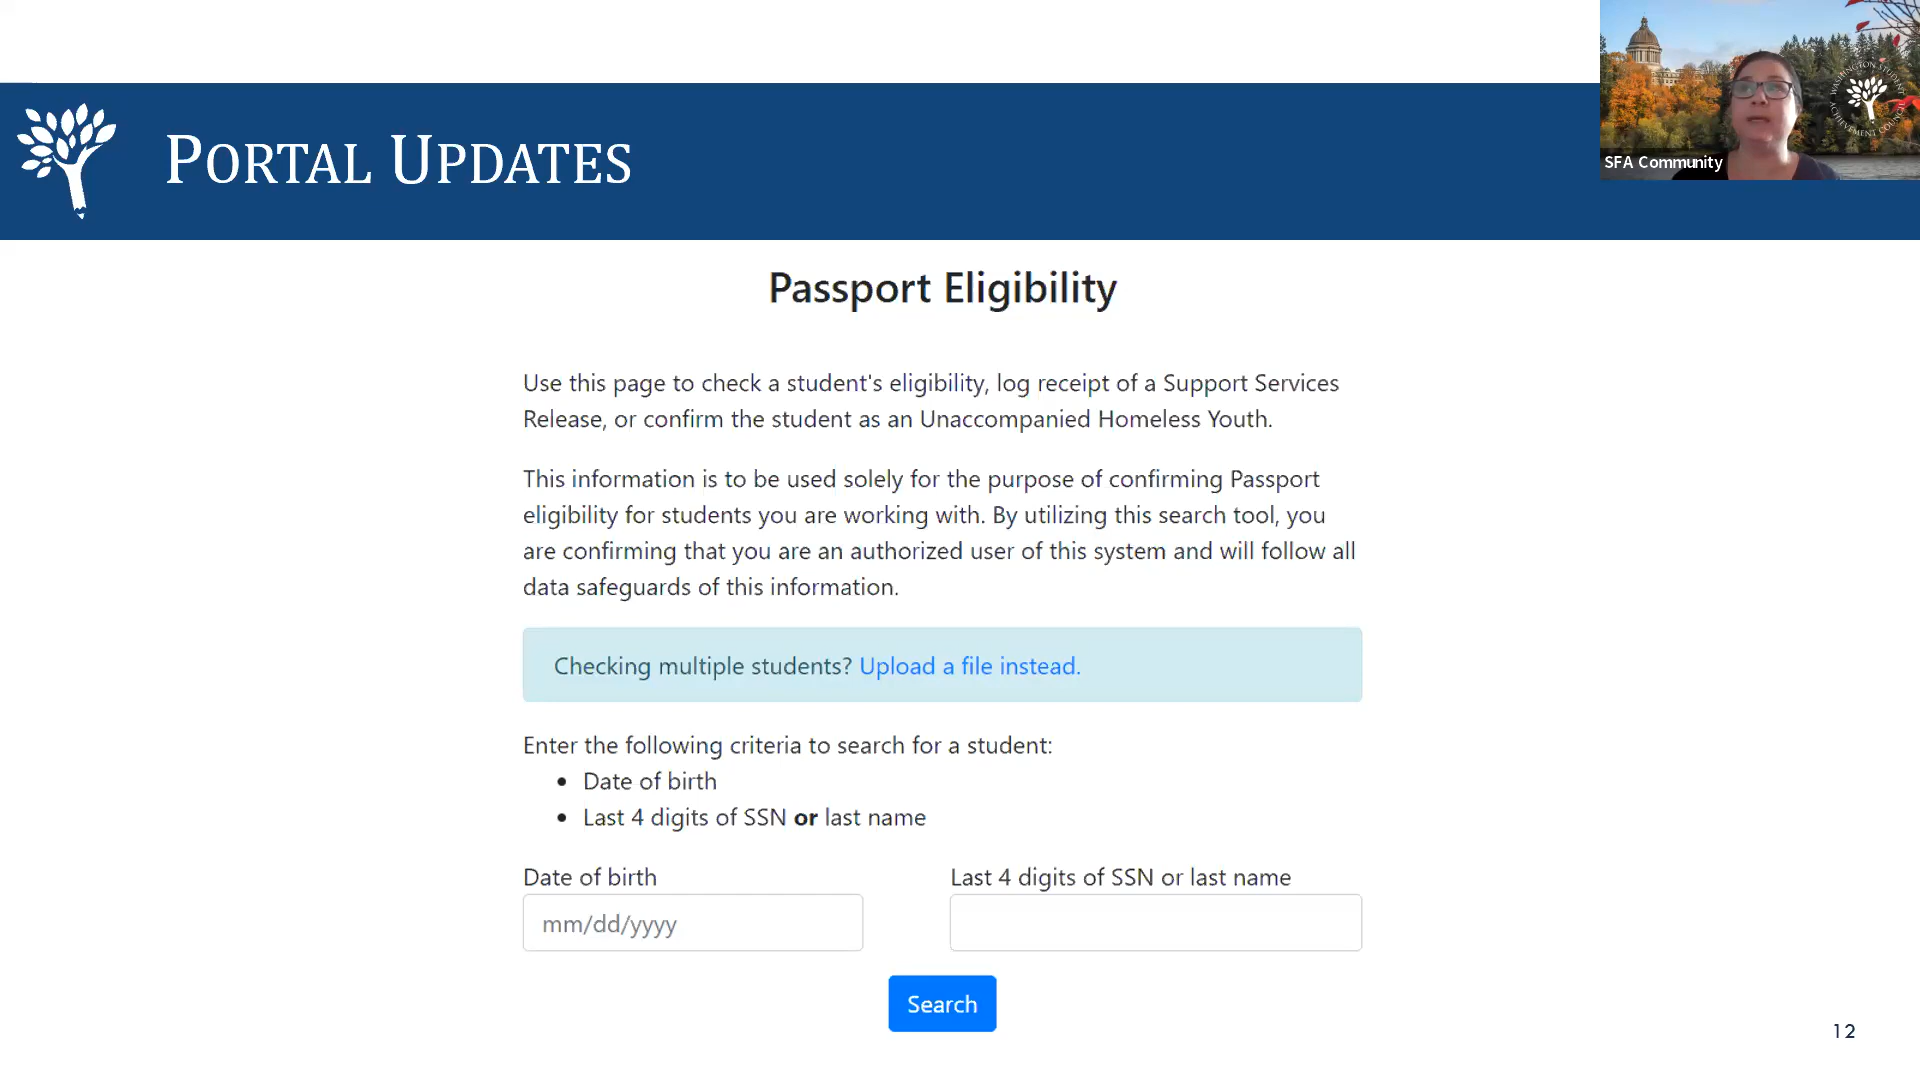 PORTAL UPDATES
WASHINGTON STUDENT ACHIEVEMENT COUNCIL
SFA Community
Passport Eligibility
Use this page to check a student's eligibility, log receipt of a Support Services
Release, or confirm the student as an Unaccompanied Homeless Youth.
This information is to be used solely for the purpose of confirming Passport
eligibility for students you are working with. By utilizing this search tool, you
are confirming that you are an authorized user of this system and will follow all
data safeguards of this information.
Checking multiple students? Upload a file instead.
Enter the following criteria to search for a student:
• Date of birth
• Last 4 digits of SSN or last name
Date of birth
Last 4 digits of SSN or last name
mm/dd/yyyy
Search
12